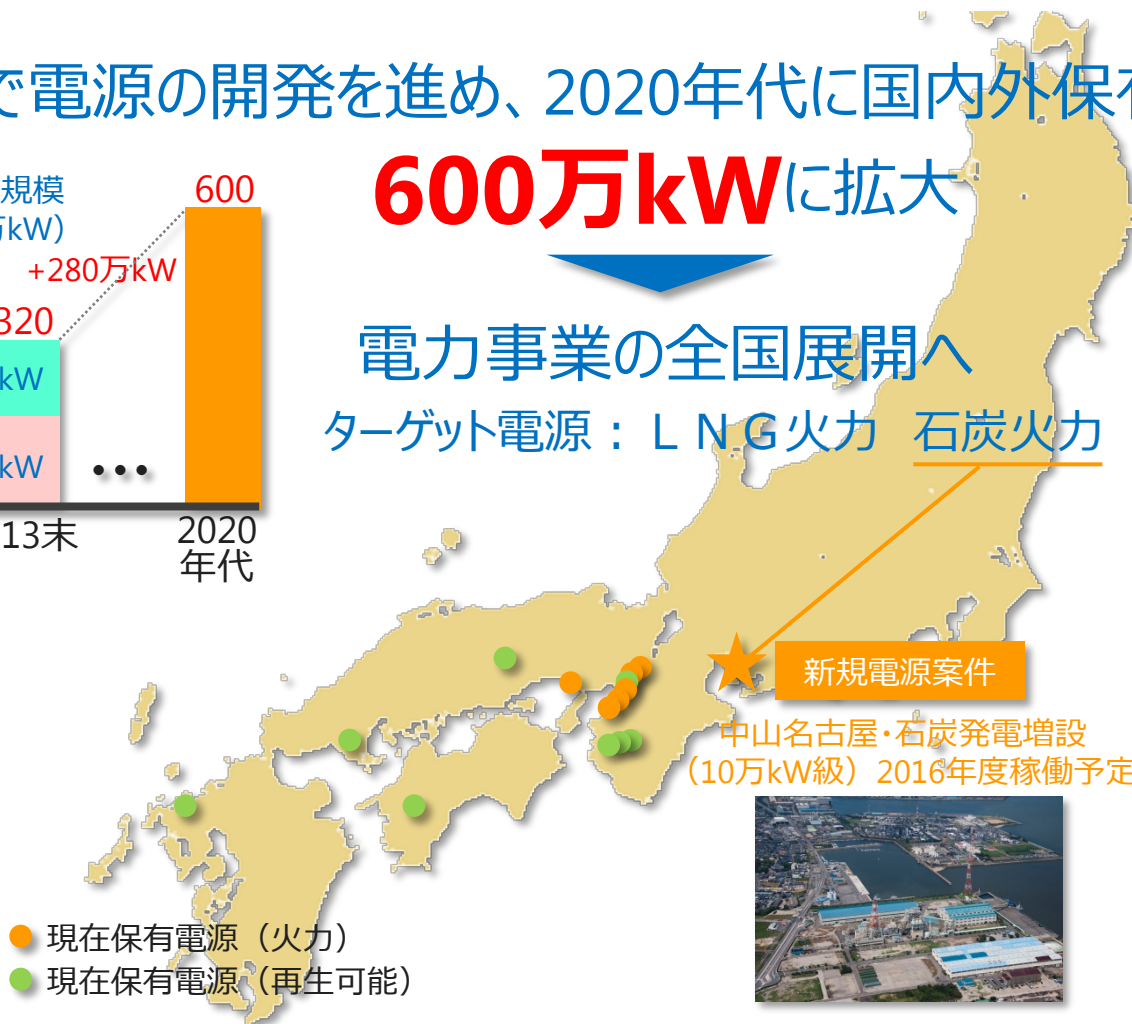 で電源の開発を進め、2020年代に国内外保有
600万kWに拡大
規模
万kW）
600
+280万kW
320
kW
kW
•••
13末
2020
年代
電力事業の全国展開へ
ターゲット電源：ＬＮＧ火力 石炭火力
新規電源案件
中山名古屋・石炭発電増設
（10万kW級）2016年度稼働予定
現在保有電源（火力）
現在保有電源（再生可能）